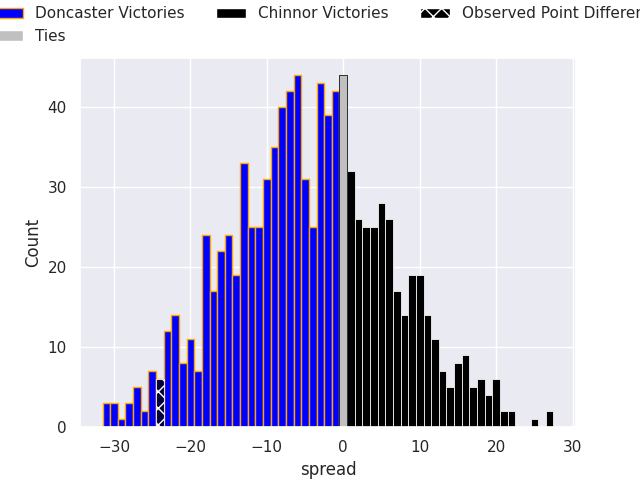 Doncaster Victories
Chinnor Victories
Observed Point
Ties
40
30
20
10
0
Count
−30
−20
−10
0
10
20
30
spread